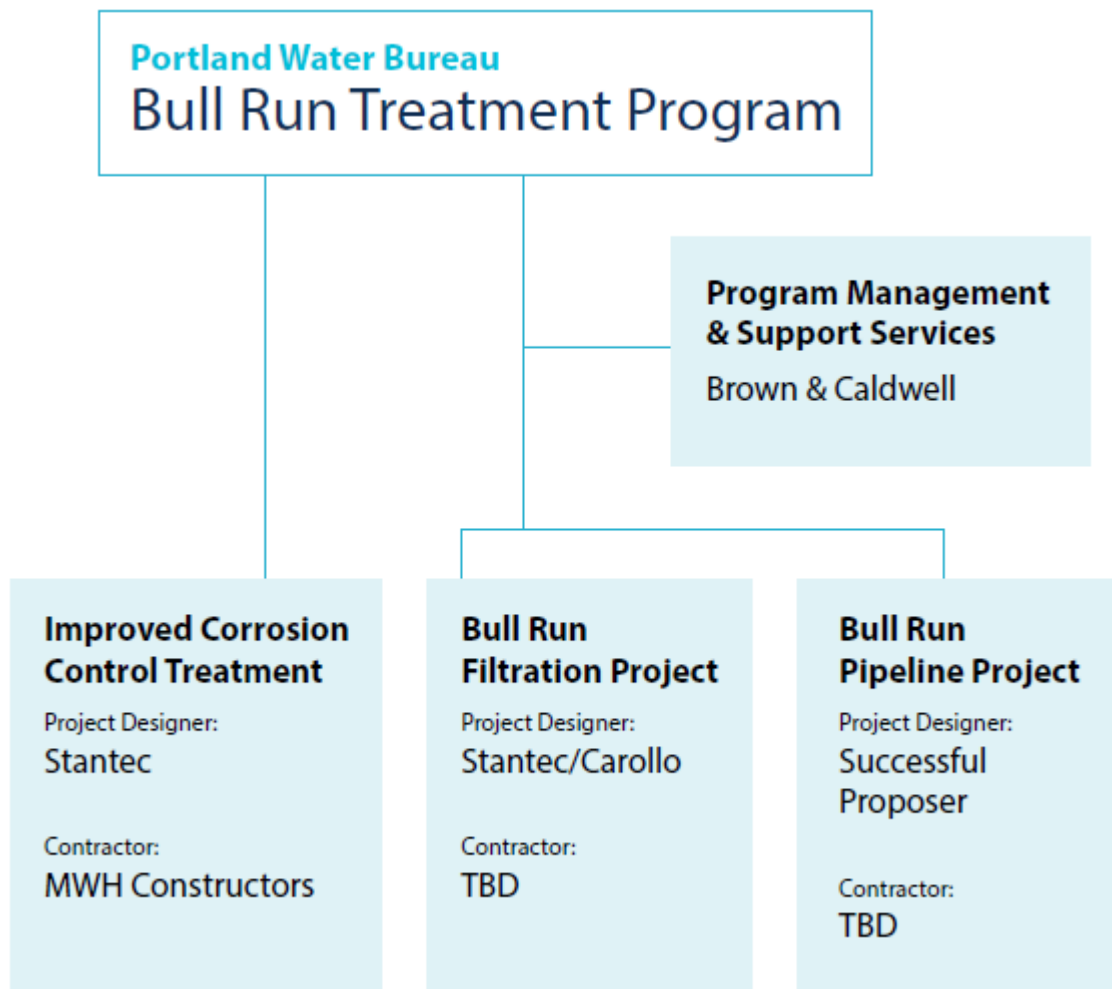 Portland Water Bureau
Bull Run Treatment Program
Program Management
& Support Services
Brown & Caldwell
Improved Corrosion
Control Treatment
Project Designer:
Stantec
Contractor:
MWH Constructors
Bull Run
Filtration Project
Project Designer:
Stantec/Carollo
Contractor:
TBD
Bull Run
Pipeline Project
Project Designer:
Successful
Proposer
Contractor:
TBD